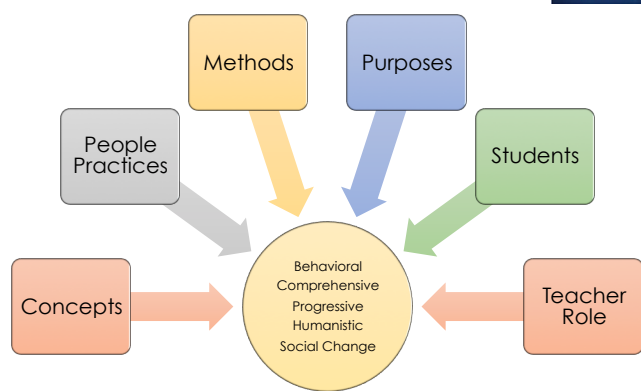 Methods
Purposes
People
Practices
Students
Concepts
Behavioral
Comprehensive
Progressive
Humanistic
Social Change
Teacher
Role